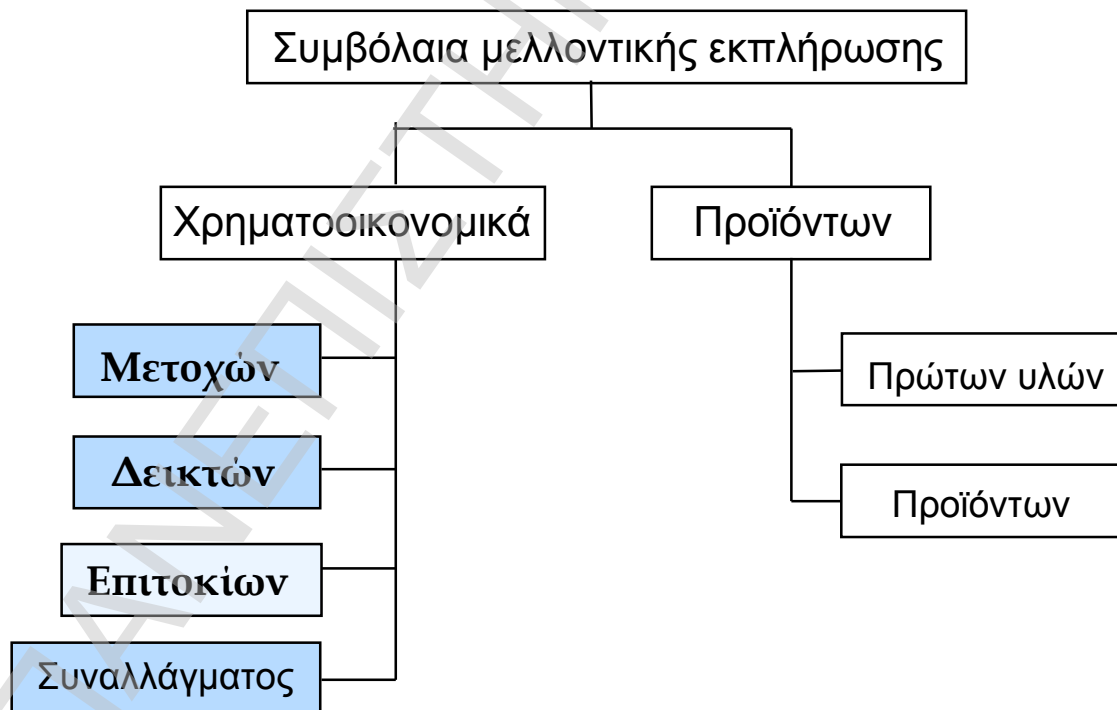 Συμβόλαια μελλοντικής εκπλήρωσης
Χρηματοοικονομικά
Προϊόντων
Μετοχών
Δεικτών
Επιτοκίων
Συναλλάγματος
Πρώτων υλών
Προϊόντων